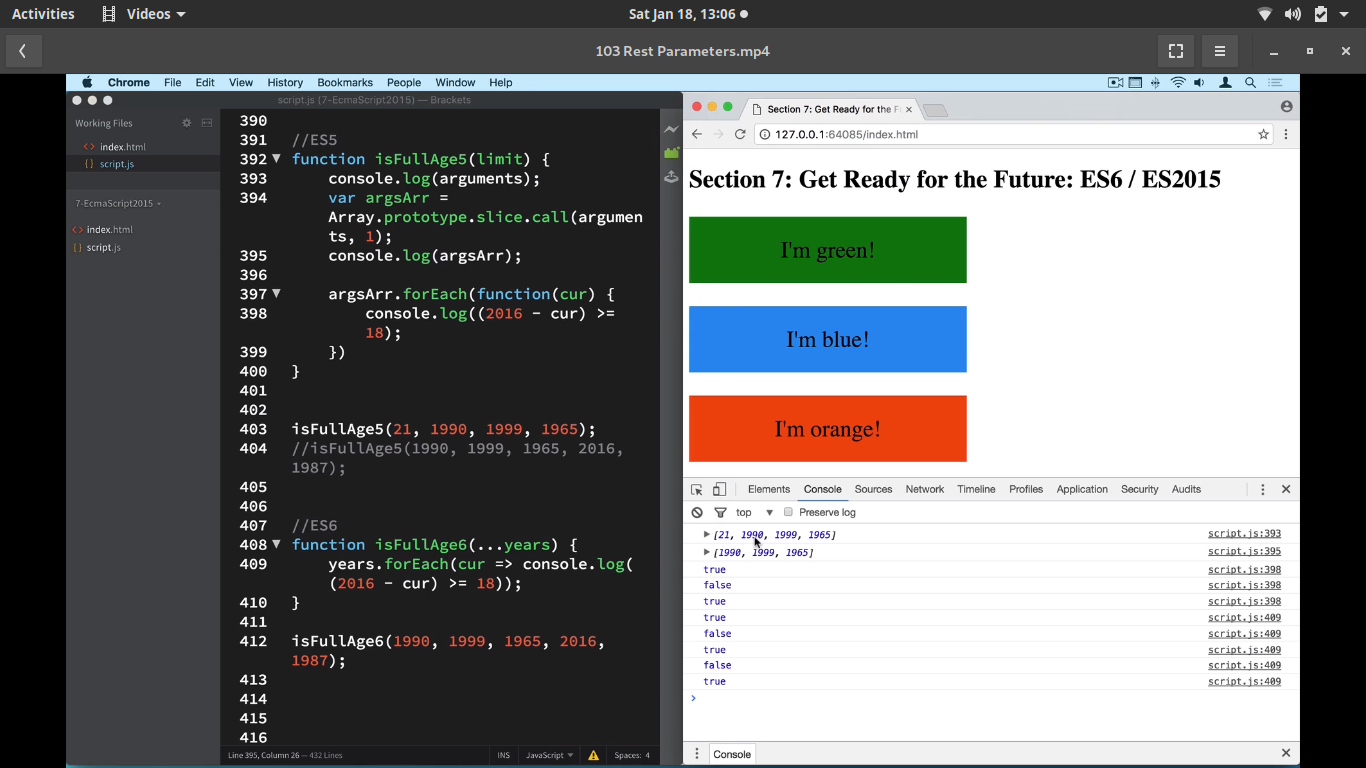 Activities Videos Sat Jan 18, 13:06
103 Rest Parameters.mp4
Chrome File Edit View History Bookmarks People Window Help
script.js (7-EcmaScript2015) — Brackets
Working Files
<> index.html
{} script.js
7-EcmaScript2015
<> index.html
{} script.js
390
391 //ES5
392 function isFullAge5(limit) {
393 console.log(arguments);
394 var argsArr =
Array.prototype.slice.call(argumen
ts, 1);
395 console.log(argsArr);
396
397 argsArr.forEach(function(cur) {
398 console.log((2016 - cur) >=
18);
399 })
400 }
401
402
403 isFullAge5(21, 1990, 1999, 1965);
404 //isFullAge5(1990, 1999, 1965, 2016,
1987);
405
406
407 //ES6
408 function isFullAge6(...years) {
409 years.forEach(cur => console.log(
(2016 - cur) >= 18));
410 }
411
412 isFullAge6(1990, 1999, 1965, 2016,
1987);
413
414
415
416
Line 395, Column 26 — 432 Lines INS JavaScript Spaces: 4
Section 7: Get Ready for the F
127.0.0.1:64085/index.html
Section 7: Get Ready for the Future: ES6 / ES2015
I'm green!
I'm blue!
I'm orange!
Elements Console Sources Network Timeline Profiles Application Security Audits
top Preserve log
[21, 1990, 1999, 1965] script.js:393
[1990, 1999, 1965] script.js:395
true script.js:398
false script.js:398
true script.js:398
true script.js:409
false script.js:409
true script.js:409
false script.js:409
true script.js:409
>
Console